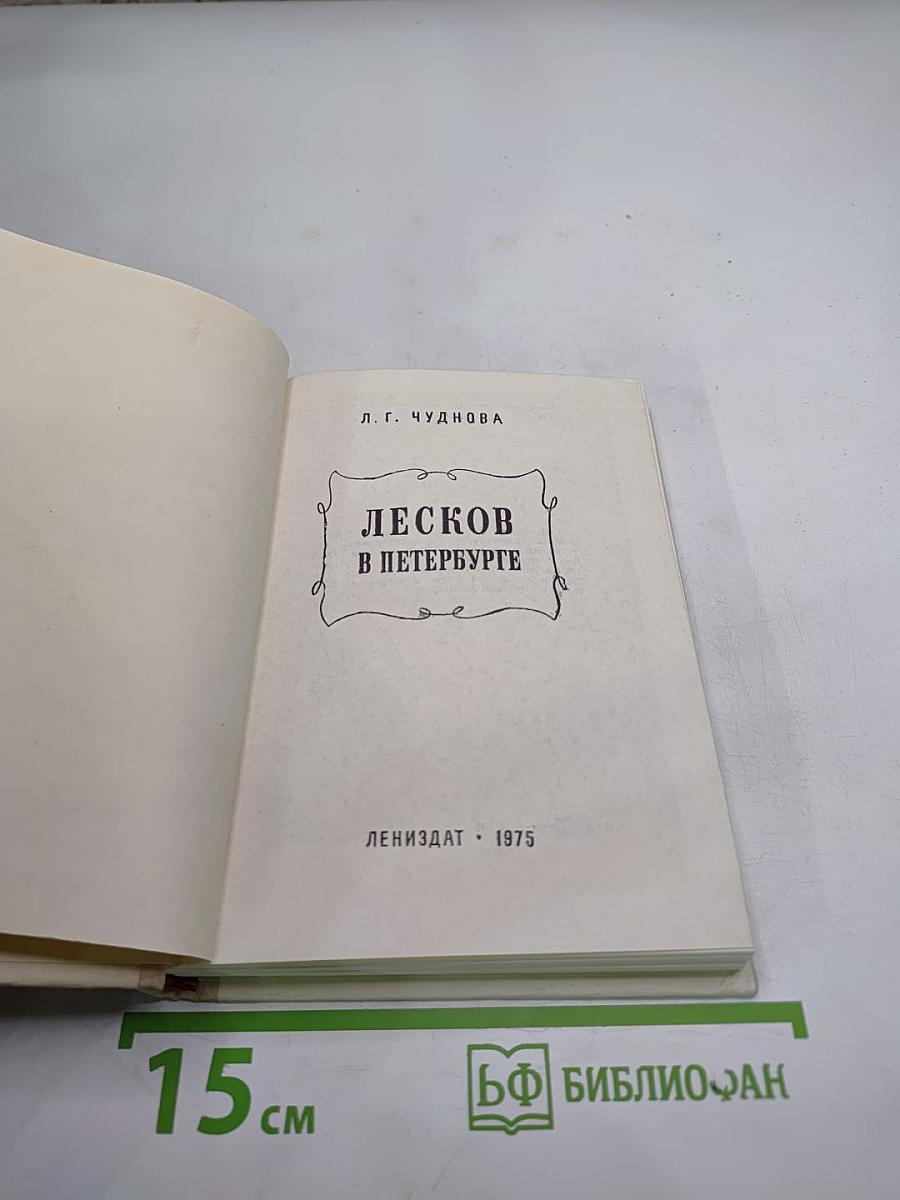 Л. Г. ЧУДНОВА
ЛЕСКОВ
В ПЕТЕРБУРГЕ
ЛЕНИЗДАТ • 1975
15 см
БФ БИБЛИОФАН